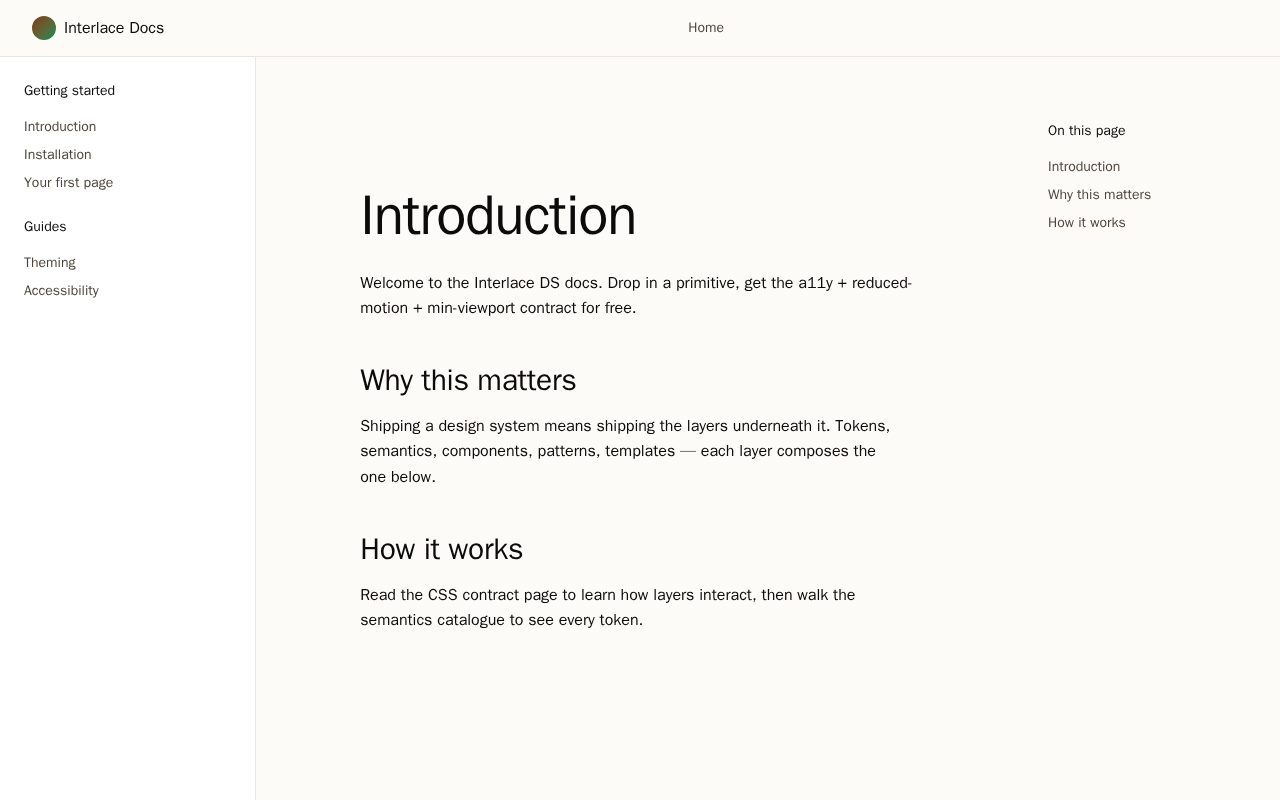 Interlace Docs
Home
Getting started
Introduction
Installation
Your first page
Guides
Theming
Accessibility
Introduction
Welcome to the Interlace DS docs. Drop in a primitive, get the a11y + reduced-
motion + min-viewport contract for free.
Why this matters
Shipping a design system means shipping the layers underneath it. Tokens,
semantics, components, patterns, templates — each layer composes the
one below.
How it works
Read the CSS contract page to learn how layers interact, then walk the
semantics catalogue to see every token.
On this page
Introduction
Why this matters
How it works